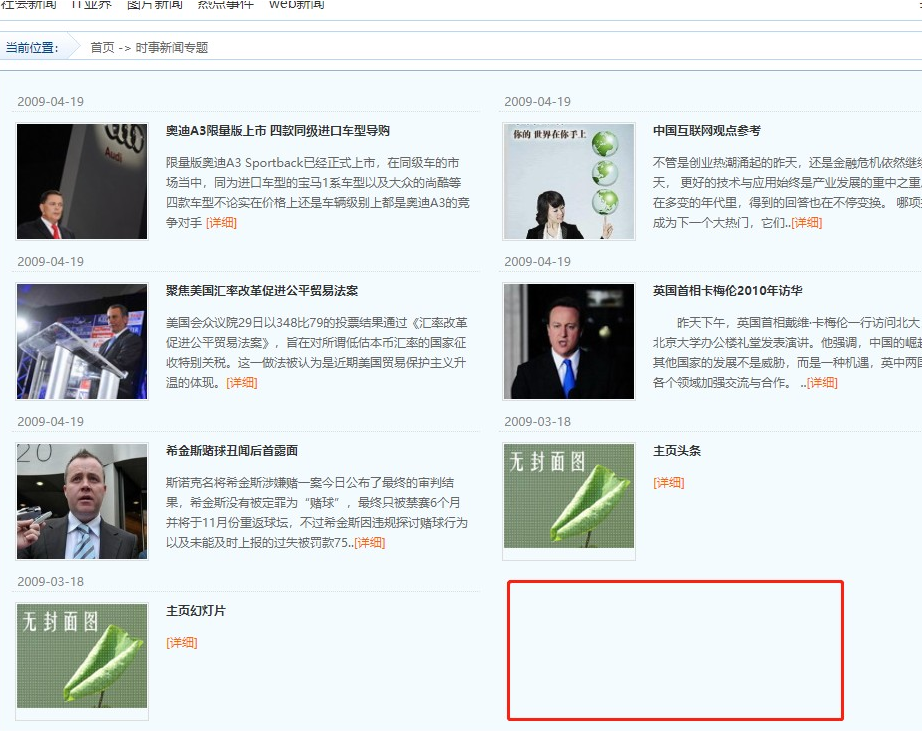 社会新闻 IT业界 图片新闻 热点事件 web新闻
当前位置: 首页 -> 时事新闻专题
2009-04-19
Audi
奥迪A3限量版上市 四款同级进口车型导购
限量版奥迪A3 Sportback已经正式上市，在同级车的市
场当中，同为进口车型的宝马1系车型以及大众的尚酷等
四款车型不论实在价格上还是车辆级别上都是奥迪A3的竞
争对手 [详细]
2009-04-19
你的 世界在你手上
中国互联网观点参考
不管是创业热潮涌起的昨天，还是金融危机依然继
天， 更好的技术与应用始终是产业发展的重中之重
在多变的年代里，得到的回答也在不停变换。 哪项
成为下一个大热门，它们..[详细]
2009-04-19
聚焦美国汇率改革促进公平贸易法案
美国会众议院29日以348比79的投票结果通过《汇率改革
促进公平贸易法案》，旨在对所谓低估本币汇率的国家征
收特别关税。这一做法被认为是近期美国贸易保护主义升
温的体现。[详细]
2009-04-19
英国首相卡梅伦2010年访华
昨天下午，英国首相戴维·卡梅伦一行访问北大
北京大学办公楼礼堂发表演讲。他强调，中国的崛
其他国家的发展不是威胁，而是一种机遇，英中两
各个领域加强交流与合作。 ..[详细]
2009-04-19
20
希金斯赌球丑闻后首露面
斯诺克名将希金斯涉嫌赌一案今日公布了最终的审判结
果，希金斯没有被定罪为“赌球”，最终只被禁赛6个月
并将于11月份重返球坛，不过希金斯因违规探讨赌球行为
以及未能及时上报的过失被罚款75..[详细]
2009-03-18
无封面图
主页头条
[详细]
2009-03-18
无封面图
主页幻灯片
[详细]